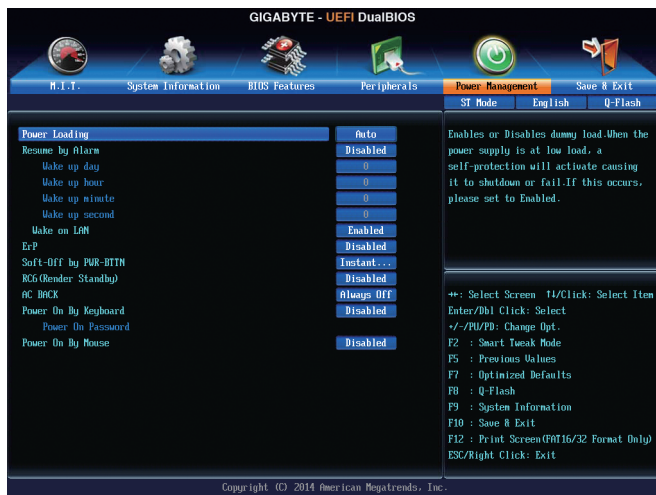 GIGABYTE - UEFI DualBIOS
M.I.T. System Information BIOS Features Peripherals Power Management Save & Exit
ST Mode English Q-Flash
Power Loading Auto
Resume by Alarm Disabled
Wake up day 0
Wake up hour 0
Wake up minute 0
Wake up second 0
Wake on LAN Enabled
ErP Disabled
Soft-Off by PWR-BTTN Instant...
RC6(Render Standby) Disabled
AC BACK Always Off
Power On By Keyboard Disabled
Power On Password
Power On By Mouse Disabled
Enables or Disables dummy load.When the
power supply is at low load, a
self-protection will activate causing
it to shutdown or fail.If this occurs,
please set to Enabled.
→←: Select Screen ↑↓/Click: Select Item
Enter/Dbl Click: Select
+/-/PU/PD: Change Opt.
F2 : Smart Tweak Mode
F5 : Previous Values
F7 : Optimized Defaults
F8 : Q-Flash
F9 : System Information
F10 : Save & Exit
F12 : Print Screen(FAT16/32 Format Only)
ESC/Right Click: Exit
Copyright (C) 2014 American Megatrends, Inc.